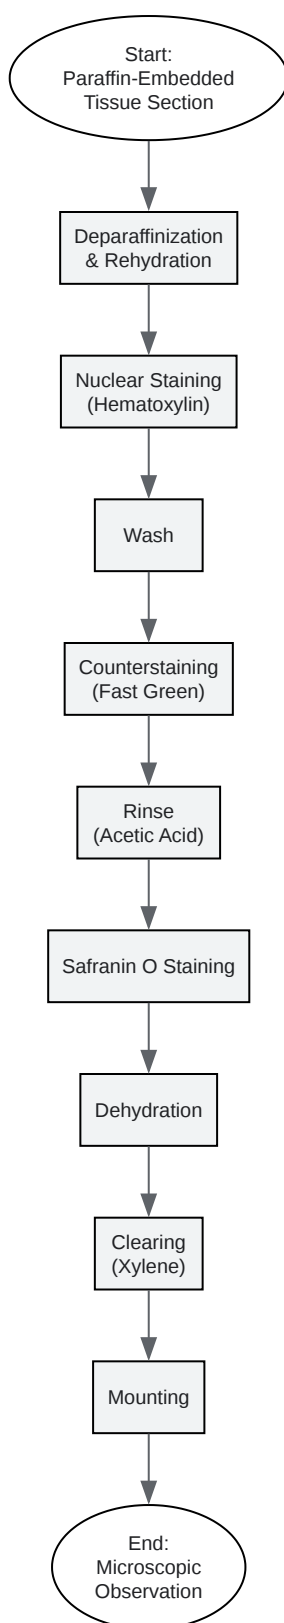 Start:
Paraffin-Embedded
Tissue Section
Deparaffinization
& Rehydration
Nuclear Staining
(Hematoxylin)
Wash
Counterstaining
(Fast Green)
Rinse
(Acetic Acid)
Safranin O Staining
Dehydration
Clearing
(Xylene)
Mounting
End:
Microscopic
Observation